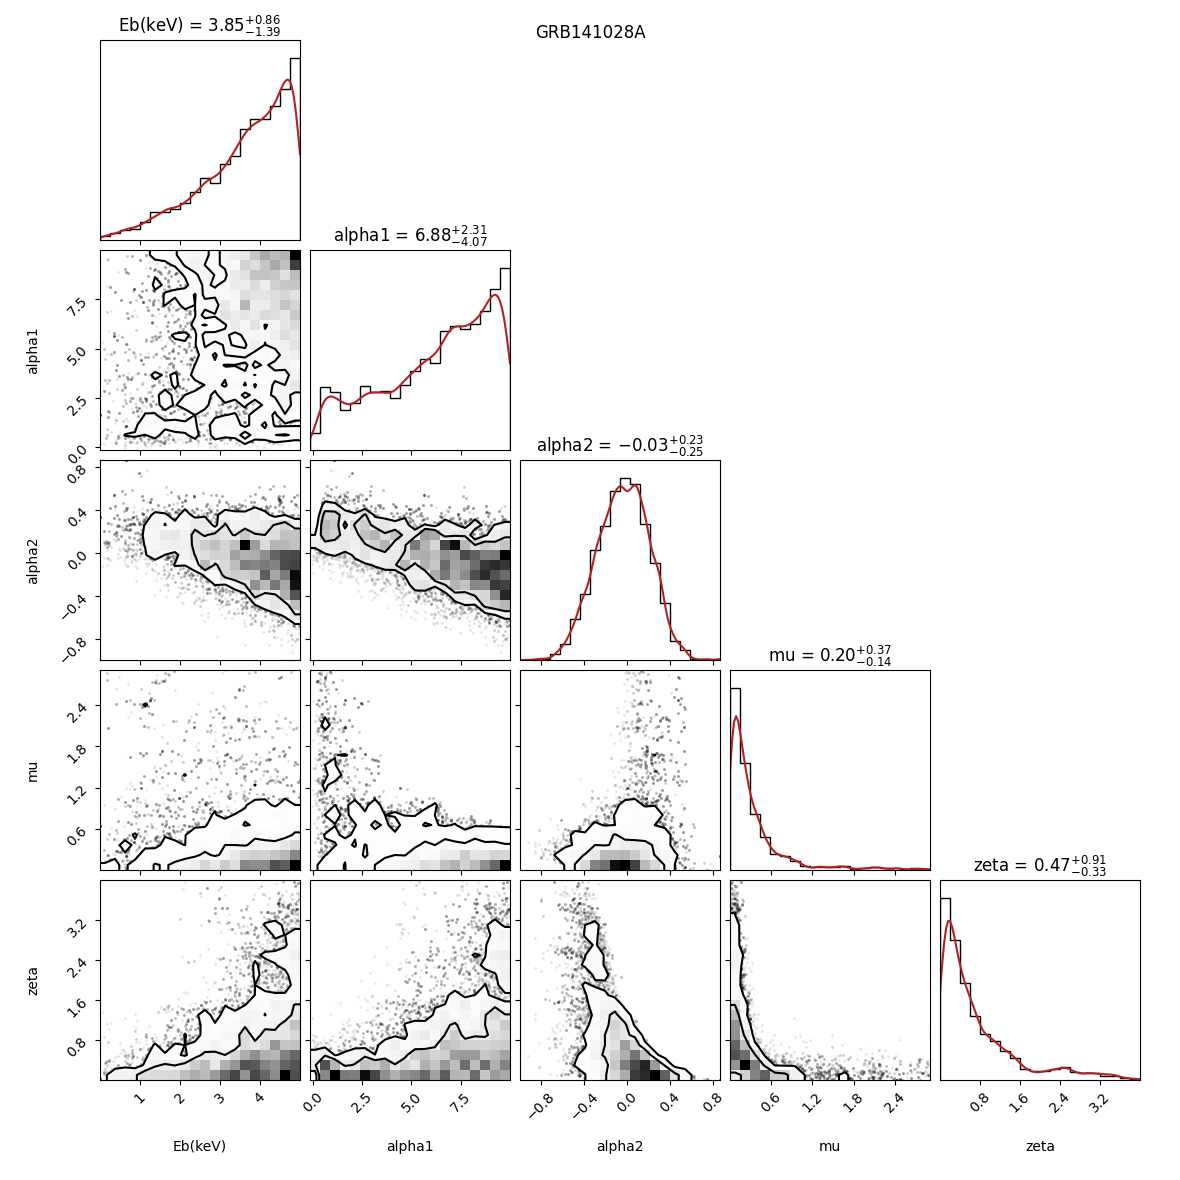 GRB141028A
Eb(keV) = 3.85+0.86 −1.39
alpha1 = 6.88+2.31 −4.07
alpha2 = −0.03+0.23 −0.25
mu = 0.20+0.37 −0.14
zeta = 0.47+0.91 −0.33
alpha1
7.5
5.0
2.5
0.0
alpha2
0.8
0.4
0.0
−0.4
−0.8
mu
2.4
1.8
1.2
0.6
zeta
3.2
2.4
1.6
0.8
1 2 3 4
0.0 2.5 5.0 7.5
−0.8 −0.4 0.0 0.4 0.8
0.6 1.2 1.8 2.4
0.8 1.6 2.4 3.2
Eb(keV) alpha1 alpha2 mu zeta